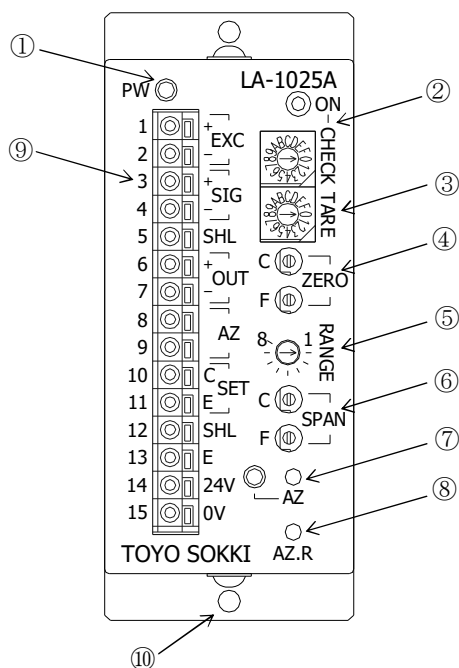 ①
PW
LA-1025A
ON
②
CHECK
TARE
③
⑨
1 + EXC
2 -
3 + SIG
4 -
5 SHL
6 + OUT
7 -
8 AZ
9
10 C SET
11 E
12 SHL
13 E
14 24V
15 0V
C ZERO
F
④
8 1 RANGE
⑤
C SPAN
F
⑥
AZ
⑦
AZ.R
⑧
TOYO SOKKI
⑩